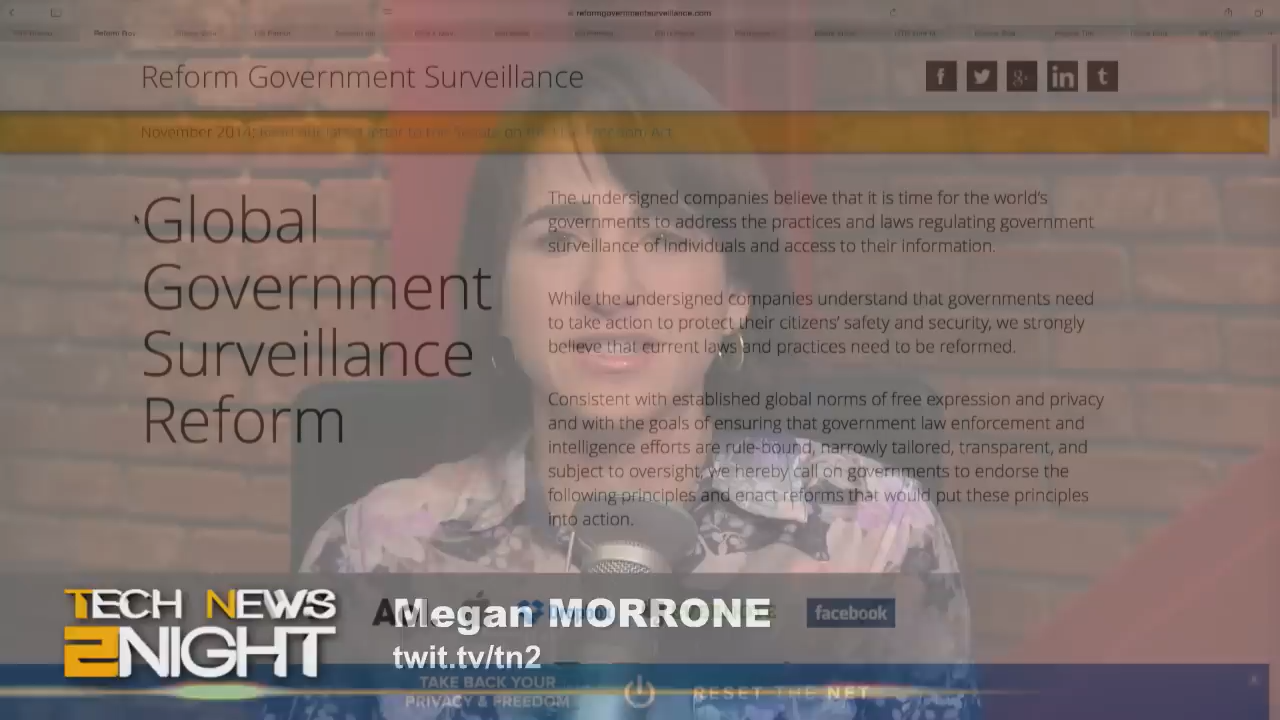 reformgovernmentsurveillance.com
Reform Government Surveillance
f
g+
in
t
November 2014:
Global
Government
Surveillance
Reform
The undersigned companies believe that it is time for the world's
governments to address the practices and laws regulating government
surveillance of individuals and access to their information.
While the undersigned companies understand that governments need
to take action to protect their citizens' safety and security, we strongly
believe that current laws and practices need to be reformed.
Consistent with established global norms of free expression and privacy
and with the goals of ensuring that government law enforcement and
intelligence efforts are rule-bound, narrowly tailored, transparent, and
subject to oversight, we hereby call on governments to endorse the
following principles and enact reforms that would put these principles
into action.
TECH NEWS
2NIGHT
Megan MORRONE
facebook
twit.tv/tn2
TAKE BACK YOUR
PRIVACY & FREEDOM
RESET THE NET